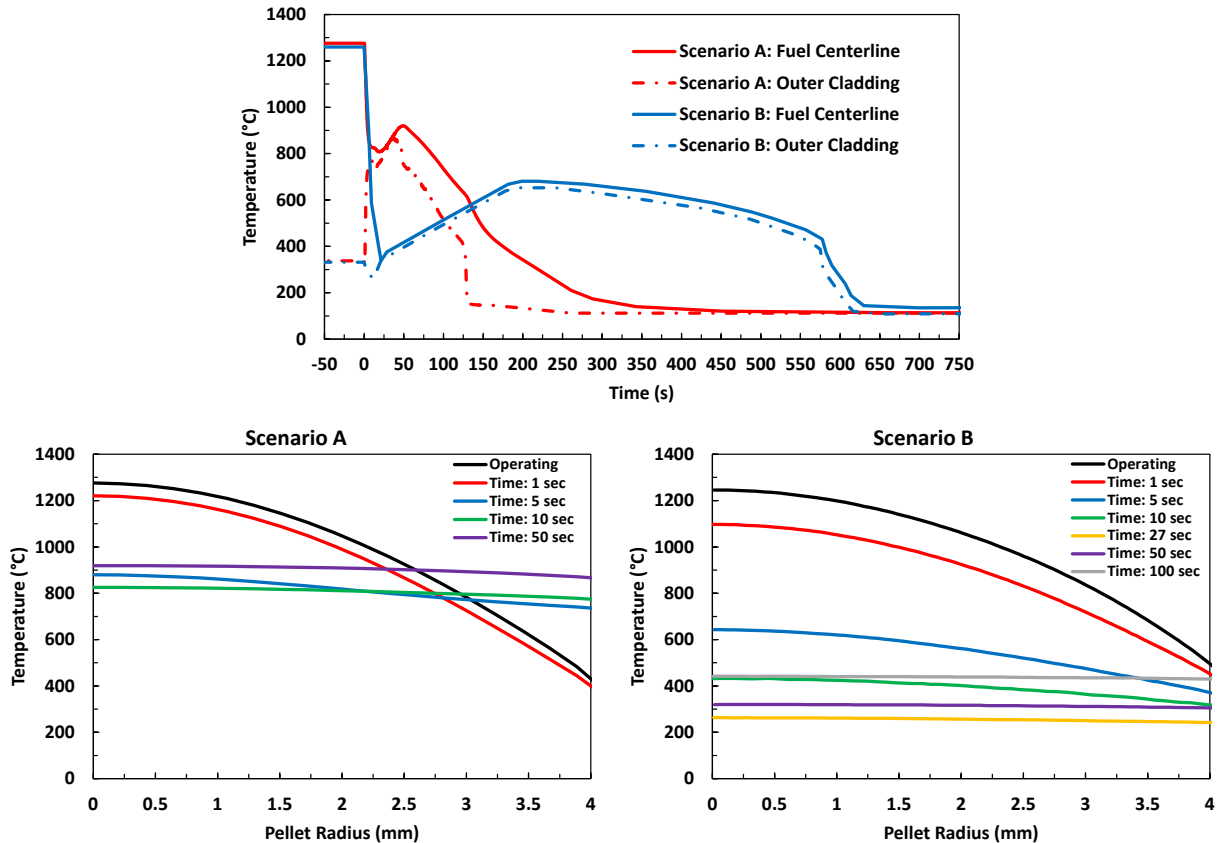 1400
1200
1000
800
600
400
200
0
Temperature (°C)
Scenario A: Fuel Centerline
Scenario A: Outer Cladding
Scenario B: Fuel Centerline
Scenario B: Outer Cladding
-50 0 50 100 150 200 250 300 350 400 450 500 550 600 650 700 750
Time (s)
Scenario A
1400
1200
1000
800
600
400
200
0
Temperature (°C)
Operating
Time: 1 sec
Time: 5 sec
Time: 10 sec
Time: 50 sec
0 0.5 1 1.5 2 2.5 3 3.5 4
Pellet Radius (mm)
Scenario B
1400
1200
1000
800
600
400
200
0
Temperature (°C)
Operating
Time: 1 sec
Time: 5 sec
Time: 10 sec
Time: 27 sec
Time: 50 sec
Time: 100 sec
0 0.5 1 1.5 2 2.5 3 3.5 4
Pellet Radius (mm)